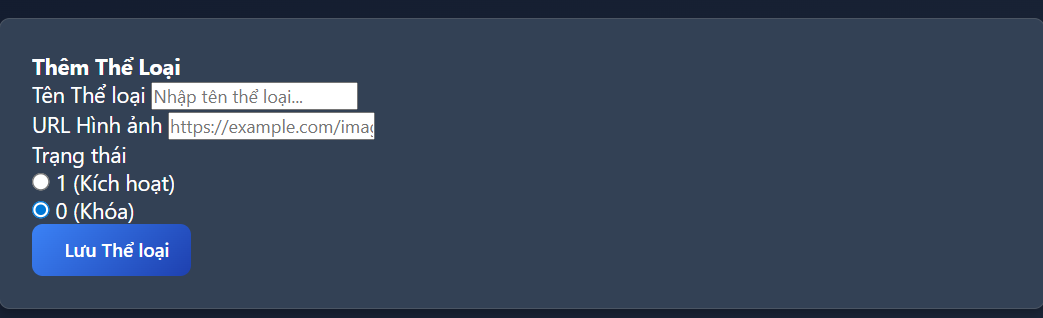 Thêm Thể Loại
Tên Thể loại Nhập tên thể loại...
URL Hình ảnh https://example.com/imag
Trạng thái
1 (Kích hoạt)
0 (Khóa)
Lưu Thể loại